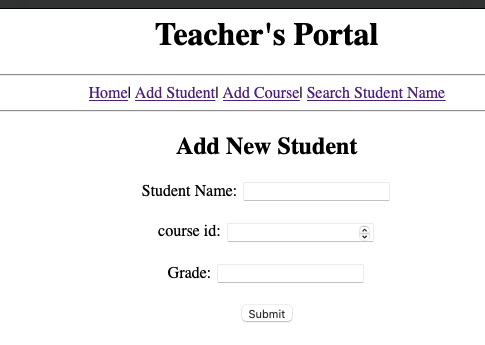 Teacher's Portal
Home| Add Student| Add Course| Search Student Name
Add New Student
Student Name:
course id:
Grade:
Submit